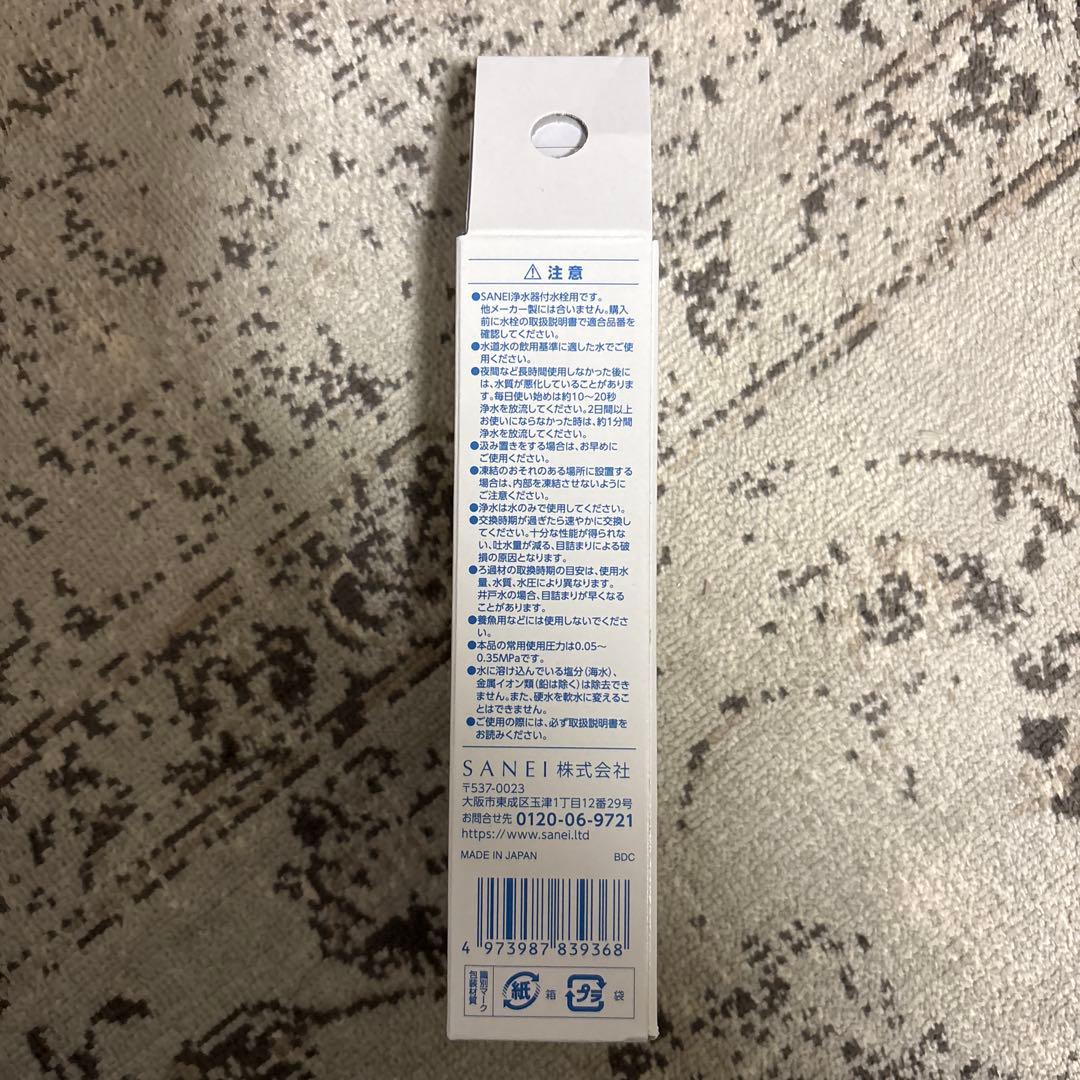 ⚠ 注意
●SANEI浄水器付水栓用です。
他メーカー製には合いません。購入
前に水栓の取扱説明書で適合品番を
確認してください。
●水道水の飲用基準に適した水でご使
用ください。
●夜間など長時間使用しなかった後に
は、水質が悪化していることがありま
す。毎日使い始めは約10～20秒
浄水を放流してください。2日間以上
お使いにならなかった時は、約1分間
浄水を放流してください。
●汲み置きをする場合は、お早めに
ご使用ください。
●凍結のおそれのある場所に設置する
場合は、内部を凍結させないように
ご注意ください。
●浄水は水のみで使用してください。
●交換時期が過ぎたら速やかに交換し
てください。十分な性能が得られな
い、吐水量が減る、目詰まりによる破
損の原因となります。
●ろ過材の取換時期の目安は、使用水
量、水質、水圧により異なります。
井戸水の場合、目詰まりが早くなる
ことがあります。
●養魚用などには使用しないでくださ
い。
●本品の常用使用圧力は0.05～
0.35MPaです。
●水に溶け込んでいる塩分（海水）、
金属イオン類（鉛は除く）は除去でき
ません。また、硬水を軟水に変えるこ
とはできません。
●ご使用の際には、必ず取扱説明書を
お読みください。
SANEI 株式会社
〒537-0023
大阪市東成区玉津1丁目12番29号
お問合せ先 0120-06-9721
https://www.sanei.ltd
MADE IN JAPAN BDC
4 973987 839368
識別マーク
包装材質
紙 箱 プラ 袋